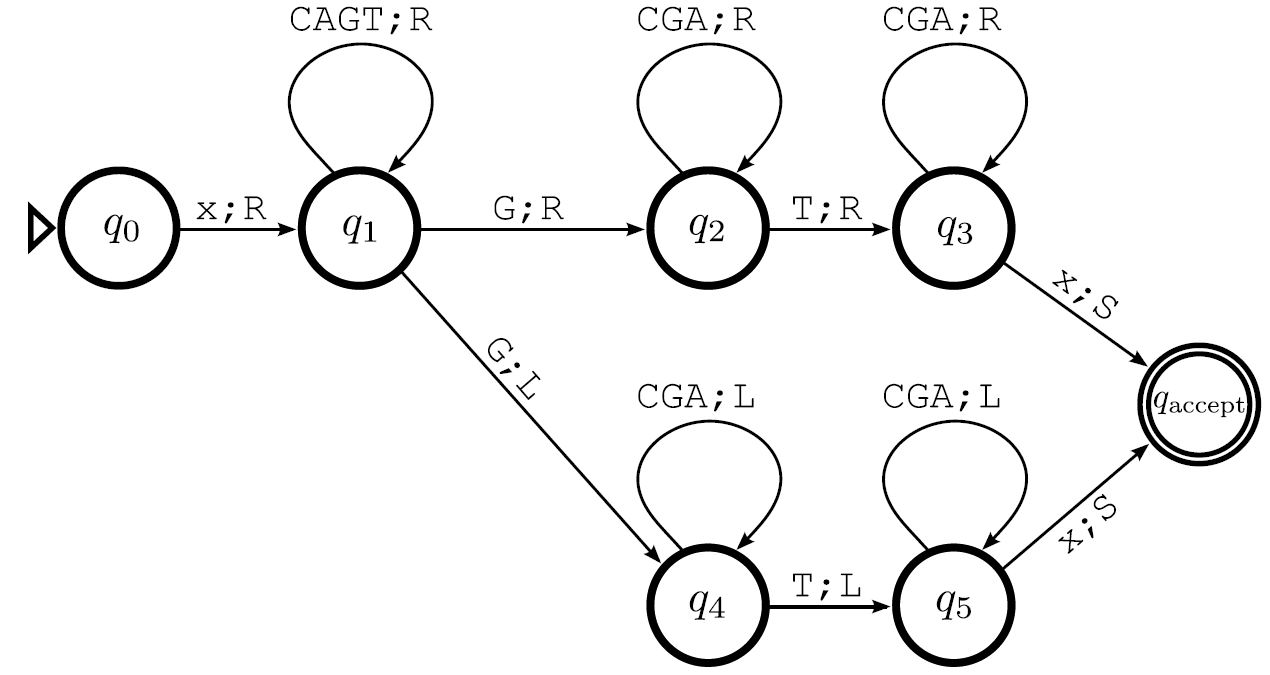 CAGT;R
CGA;R
CGA;R
q0
x;R
q1
G;R
q2
T;R
q3
x;S
G;L
CGA;L
CGA;L
qaccept
x;S
q4
T;L
q5